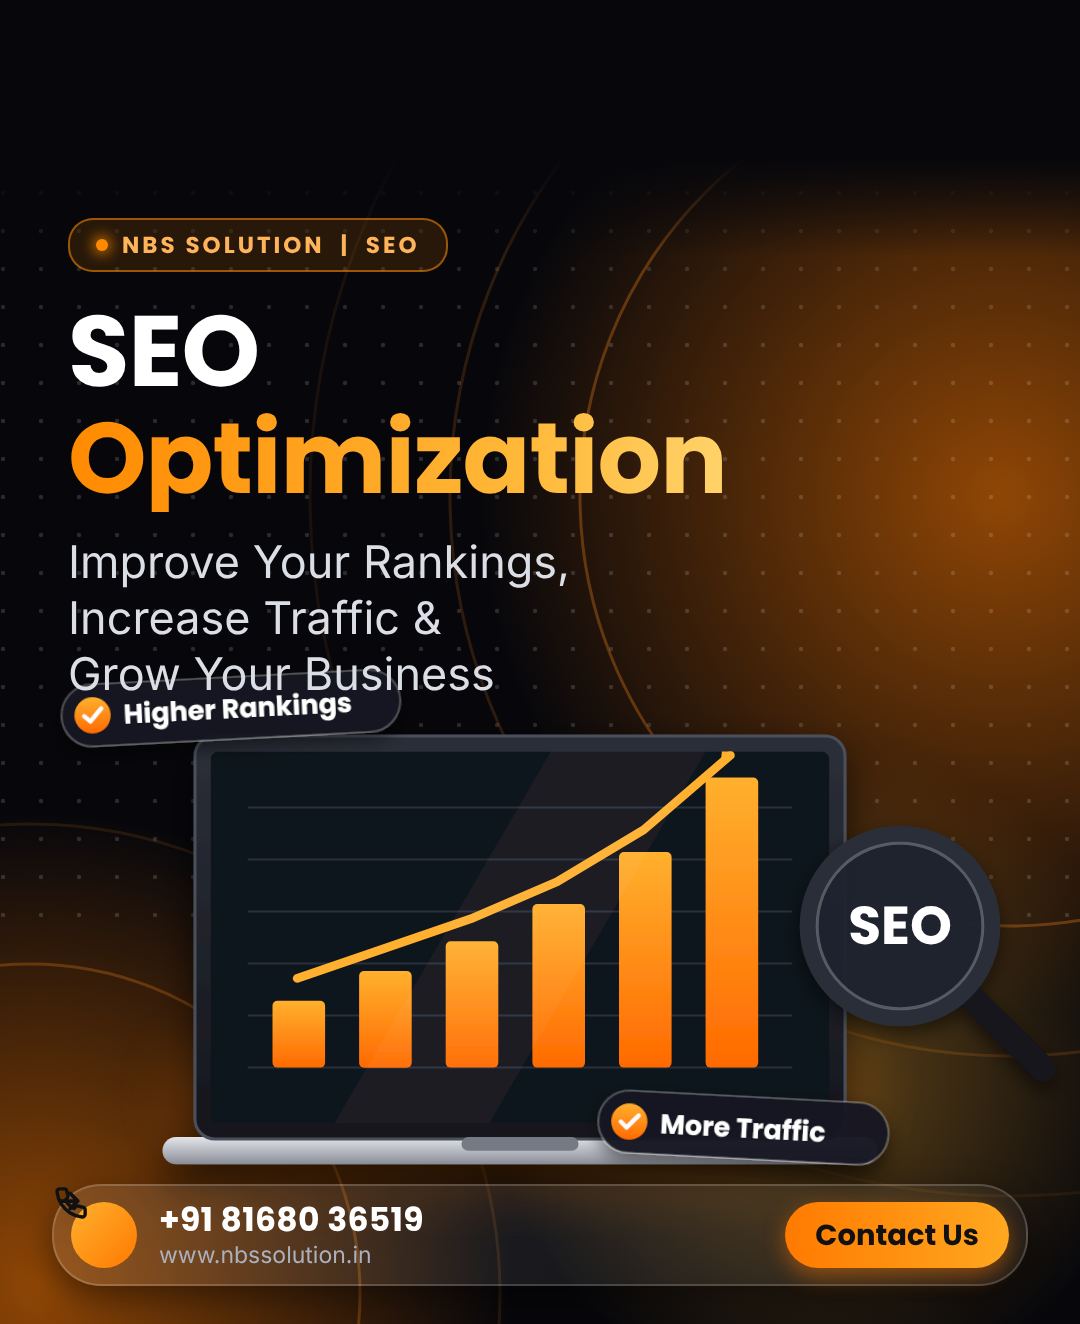 NBS SOLUTION | SEO
SEO
Optimization
Improve Your Rankings,
Increase Traffic &
Grow Your Business
Higher Rankings
SEO
More Traffic
+91 81680 36519
www.nbssolution.in
Contact Us